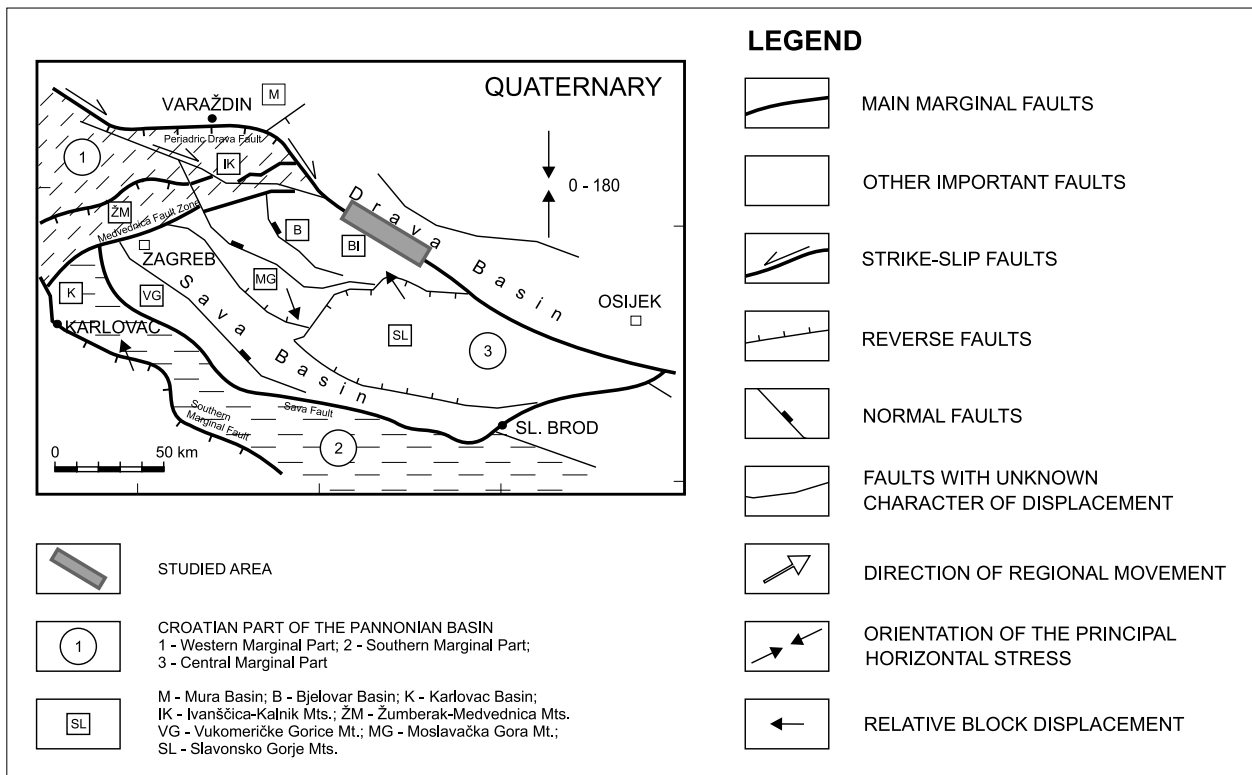 QUATERNARY
M
VARAŽDIN
Periadric Drava Fault
1
IK
0 - 180
ŽM
Medvednica Fault Zone
Drava Basin
B
BI
ZAGREB
MG
K
VG
OSIJEK
KARLOVAC
Sava Basin
SL
3
Southern
Marginal Fault
Sava Fault
SL. BROD
2
0 50 km
STUDIED AREA
1
CROATIAN PART OF THE PANNONIAN BASIN
1 - Western Marginal Part; 2 - Southern Marginal Part;
3 - Central Marginal Part
SL
M - Mura Basin; B - Bjelovar Basin; K - Karlovac Basin;
IK - Ivanščica-Kalnik Mts.; ŽM - Žumberak-Medvednica Mts.
VG - Vukomeričke Gorice Mt.; MG - Moslavačka Gora Mt.;
SL - Slavonsko Gorje Mts.
LEGEND
MAIN MARGINAL FAULTS
OTHER IMPORTANT FAULTS
STRIKE-SLIP FAULTS
REVERSE FAULTS
NORMAL FAULTS
FAULTS WITH UNKNOWN
CHARACTER OF DISPLACEMENT
DIRECTION OF REGIONAL MOVEMENT
ORIENTATION OF THE PRINCIPAL
HORIZONTAL STRESS
RELATIVE BLOCK DISPLACEMENT